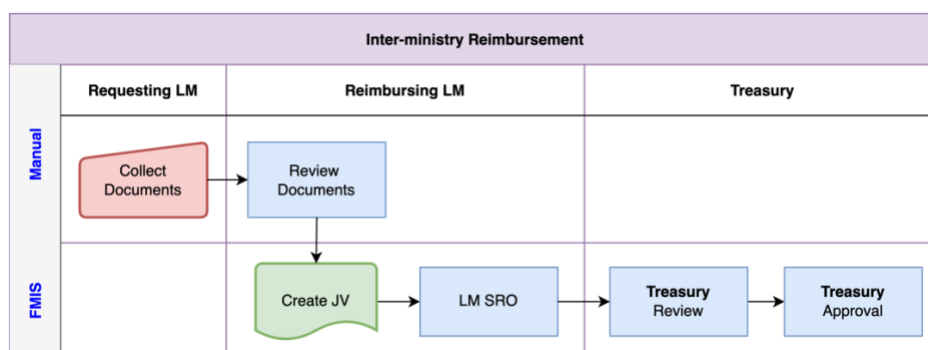 Inter-ministry Reimbursement
Requesting LM
Reimbursing LM
Treasury
Manual
Collect
Documents
Review
Documents
FMIS
Create JV
LM SRO
Treasury
Review
Treasury
Approval